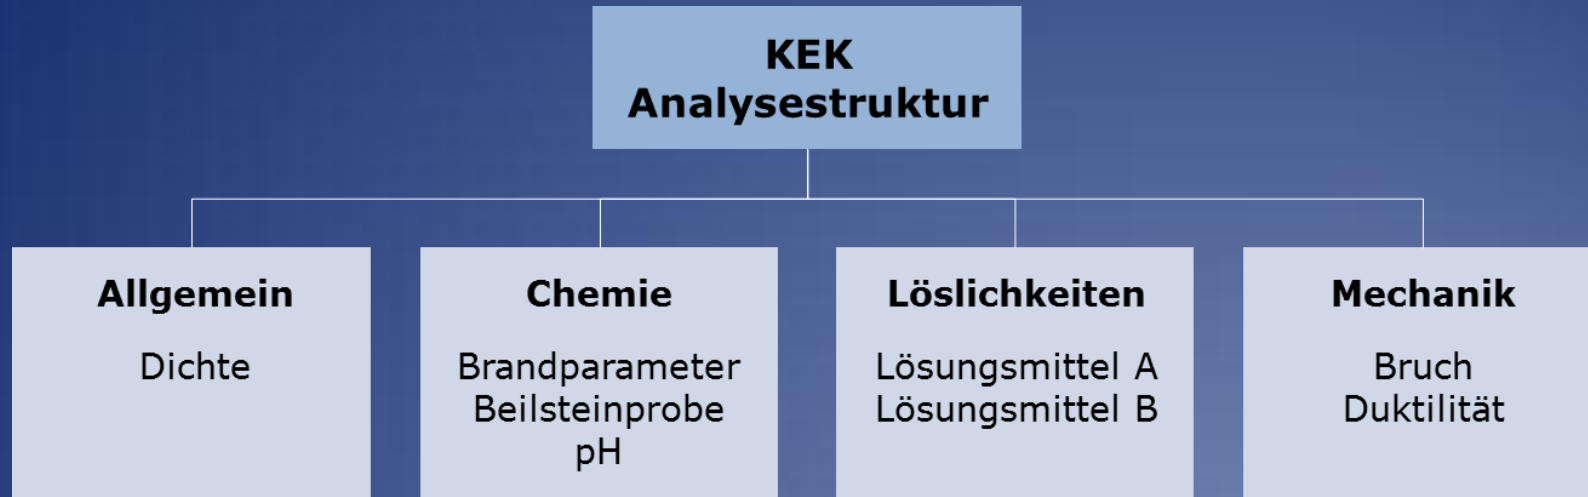 KEK
Analysestruktur
Allgemein
Dichte
Chemie
Brandparameter
Beilsteinprobe
pH
Löslichkeiten
Lösungsmittel A
Lösungsmittel B
Mechanik
Bruch
Duktilität